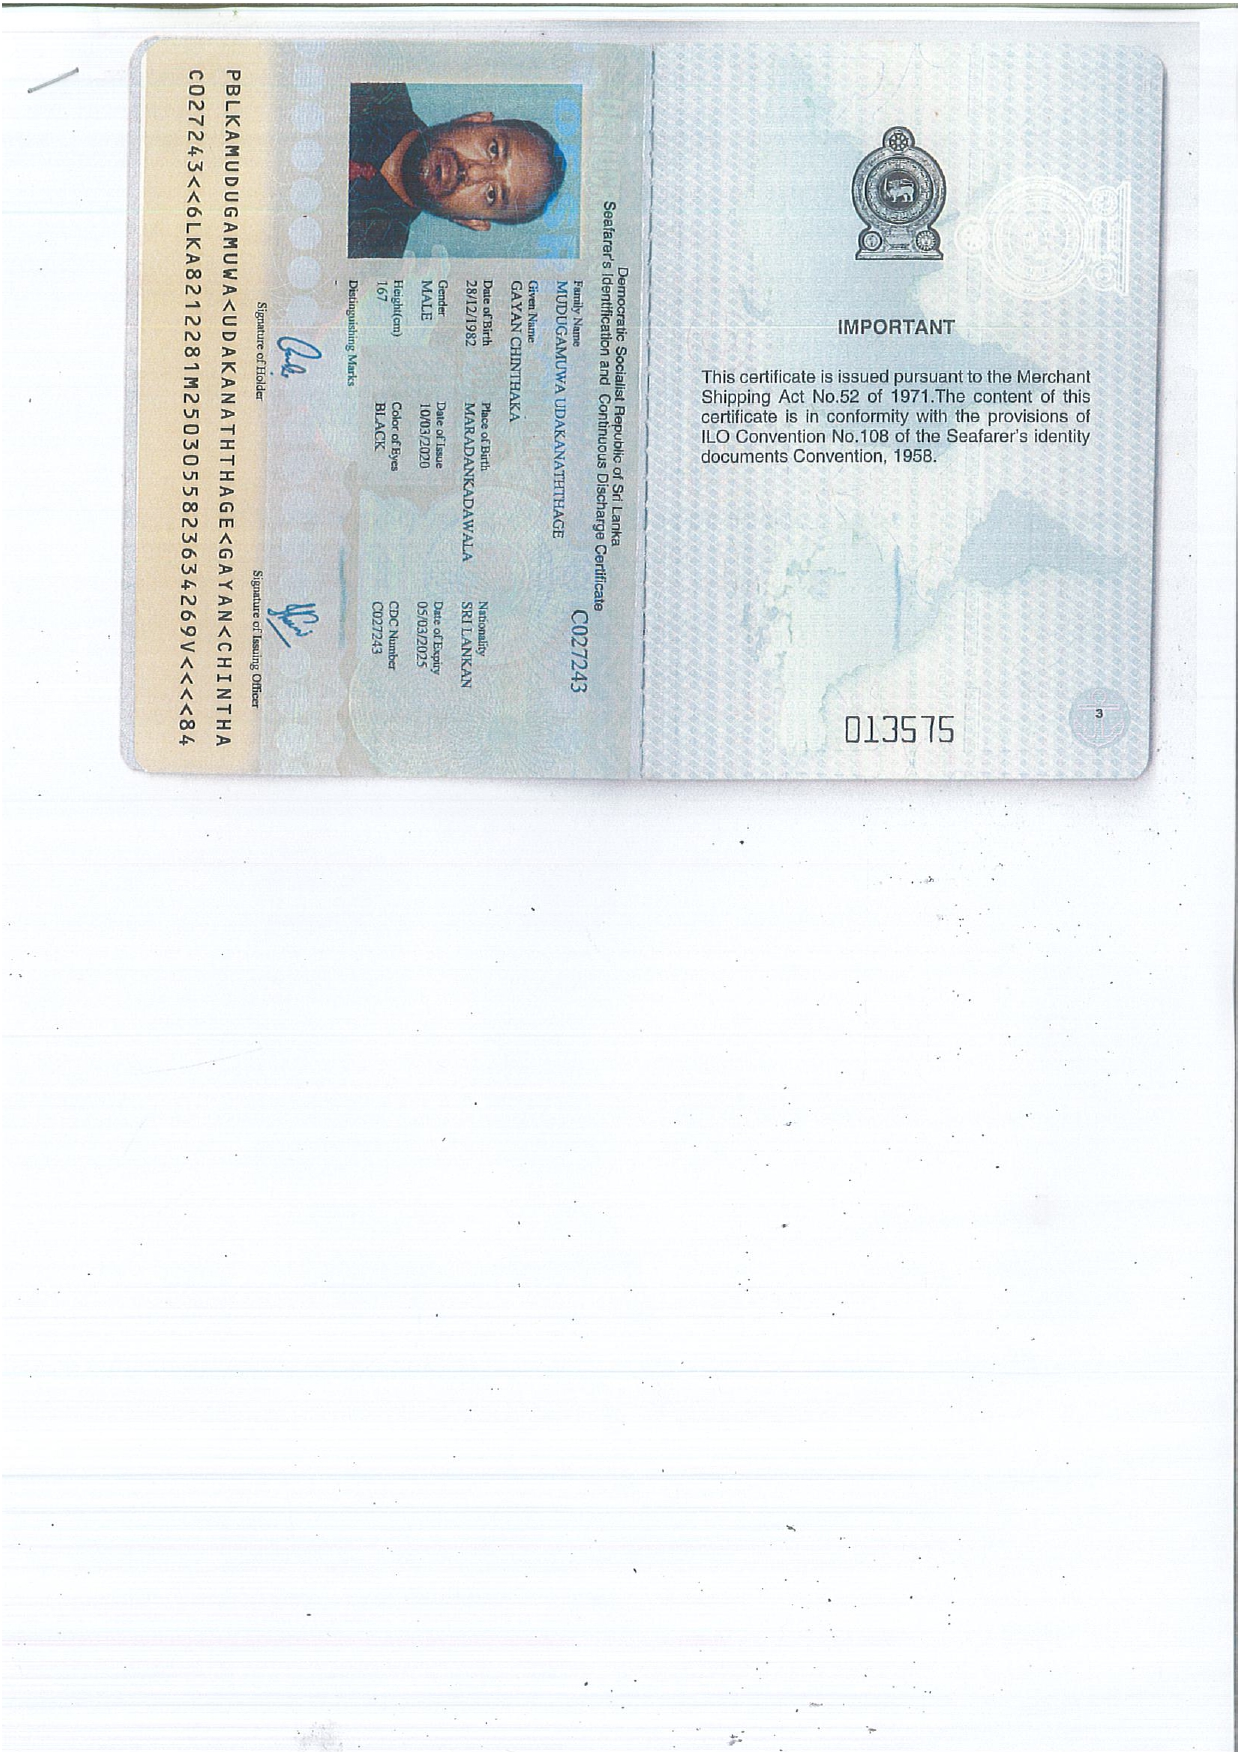 IMPORTANT
This certificate is issued pursuant to the Merchant
Shipping Act No.52 of 1971.The content of this
certificate is in conformity with the provisions of
ILO Convention No.108 of the Seafarer's identity
documents Convention, 1958.
013575
3
Democratic Socialist Republic of Sri Lanka
Seafarer's Identification and Continuous Discharge Certificate
C027243
Family Name
MUDUGAMUWA UDAKANATHTHAGE
Given Name
GAYAN CHINTHAKA
Date of Birth Place of Birth Nationality
28/12/1982 MARADANKADAWALA SRI LANKAN
Gender Date of Issue Date of Expiry
MALE 10/03/2020 05/03/2025
Height(cm) Color of Eyes CDC Number
167 BLACK C027243
Distinguishing Marks
-
Signature of Holder Signature of Issuing Officer
PBLKAMUDUGAMUWA<UDAKANATHTHAGE<GAYAN<CHINTHA
C027243<<6LKA8212281M2503055823634269V<<<<84